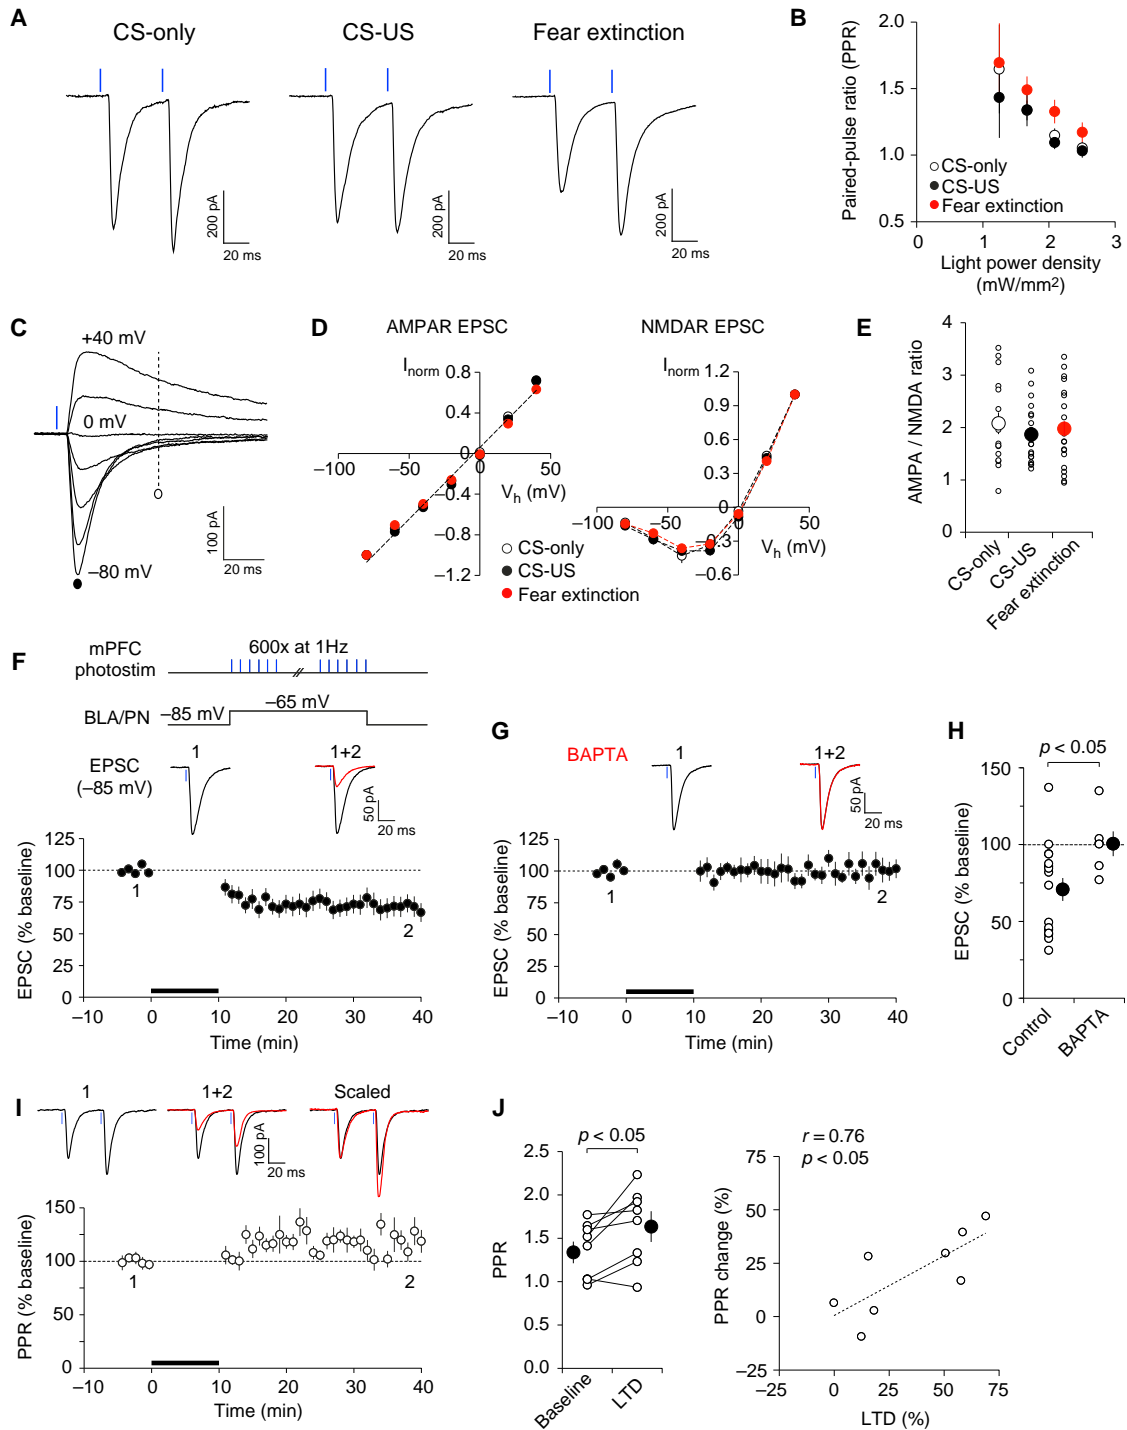 A
CS-only
CS-US
Fear extinction
200 pA
20 ms
200 pA
20 ms
200 pA
20 ms
B
Paired-pulse ratio (PPR)
2.0
1.5
1.0
0.5
CS-only
CS-US
Fear extinction
0
1
2
3
Light power density
(mW/mm2)
C
+40 mV
0 mV
−80 mV
100 pA
20 ms
D
AMPAR EPSC
Inorm
0.8
0.4
0
−0.4
−0.8
−1.2
−100
−50
0
50
Vh (mV)
CS-only
CS-US
Fear extinction
NMDAR EPSC
Inorm
1.2
0.9
0.6
0.3
0
−0.3
−0.6
−100
−50
0
50
Vh (mV)
E
AMPA / NMDA ratio
4
3
2
1
0
CS-only
CS-US
Fear extinction
F
mPFC
photostim
600x at 1Hz
BLA/PN
−85 mV
−65 mV
EPSC
(−85 mV)
1
1+2
50 pA
20 ms
EPSC (% baseline)
125
100
75
50
25
0
1
2
−10
0
10
20
30
40
Time (min)
G
BAPTA
1
1+2
50 pA
20 ms
EPSC (% baseline)
125
100
75
50
25
0
1
2
−10
0
10
20
30
40
Time (min)
H
p < 0.05
EPSC (% baseline)
150
100
50
0
Control
BAPTA
I
1
1+2
Scaled
100 pA
20 ms
PPR (% baseline)
150
100
50
0
1
2
−10
0
10
20
30
40
Time (min)
J
p < 0.05
PPR
2.5
2.0
1.5
1.0
0.5
0.0
Baseline
LTD
r = 0.76
p < 0.05
PPR change (%)
75
50
25
0
−25
−25
0
25
50
75
LTD (%)